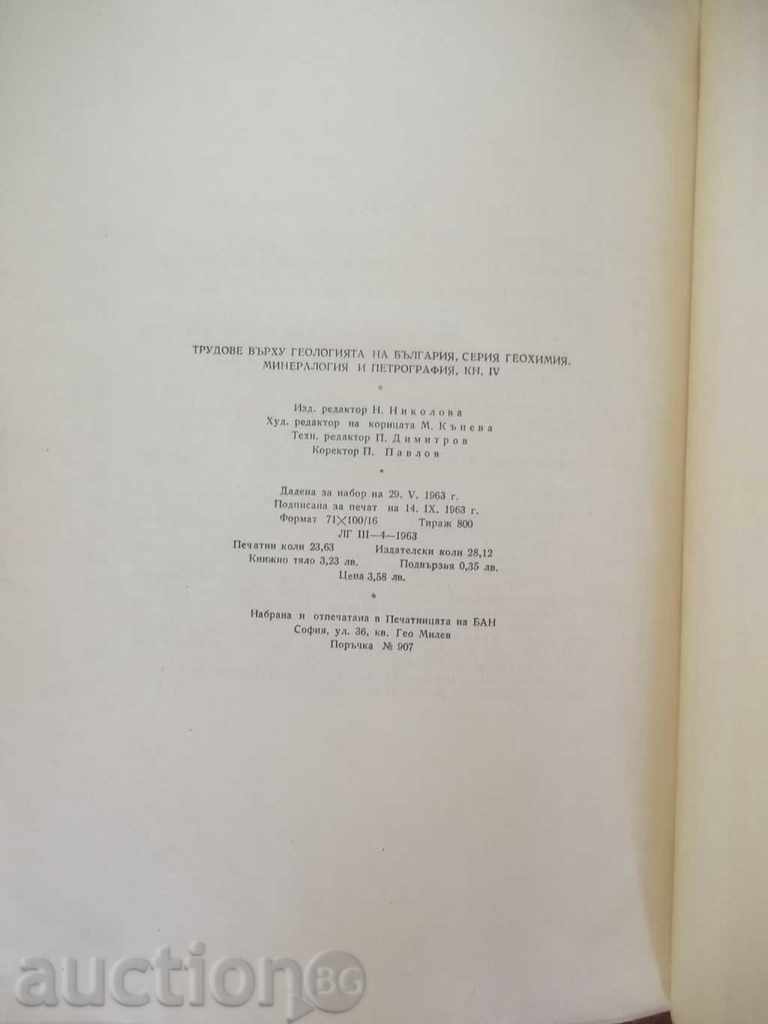 ТРУДОВЕ ВЪРХУ ГЕОЛОГИЯТА НА БЪЛГАРИЯ, СЕРИЯ ГЕОХИМИЯ.
МИНЕРАЛОГИЯ И ПЕТРОГРАФИЯ, КН. IV
*
Изд. редактор Н. Николова
Худ. редактор на корицата М. Кънева
Техн. редактор П. Димитров
Коректор П. Павлов
*
Дадена за набор на 29. V. 1963 г.
Подписана за печат на 14. IX. 1963 г.
Формат 71×100/16 Тираж 800
ЛГ III—4—1963
Печатни коли 23,63 Издателски коли 28,12
Книжно тяло 3,23 лв. Подвързия 0,35 лв.
Цена 3,58 лв.
*
Набрана и отпечатана в Печатницата на БАН
София, ул. 36, кв. Гео Милев
Поръчка № 907
auction BG